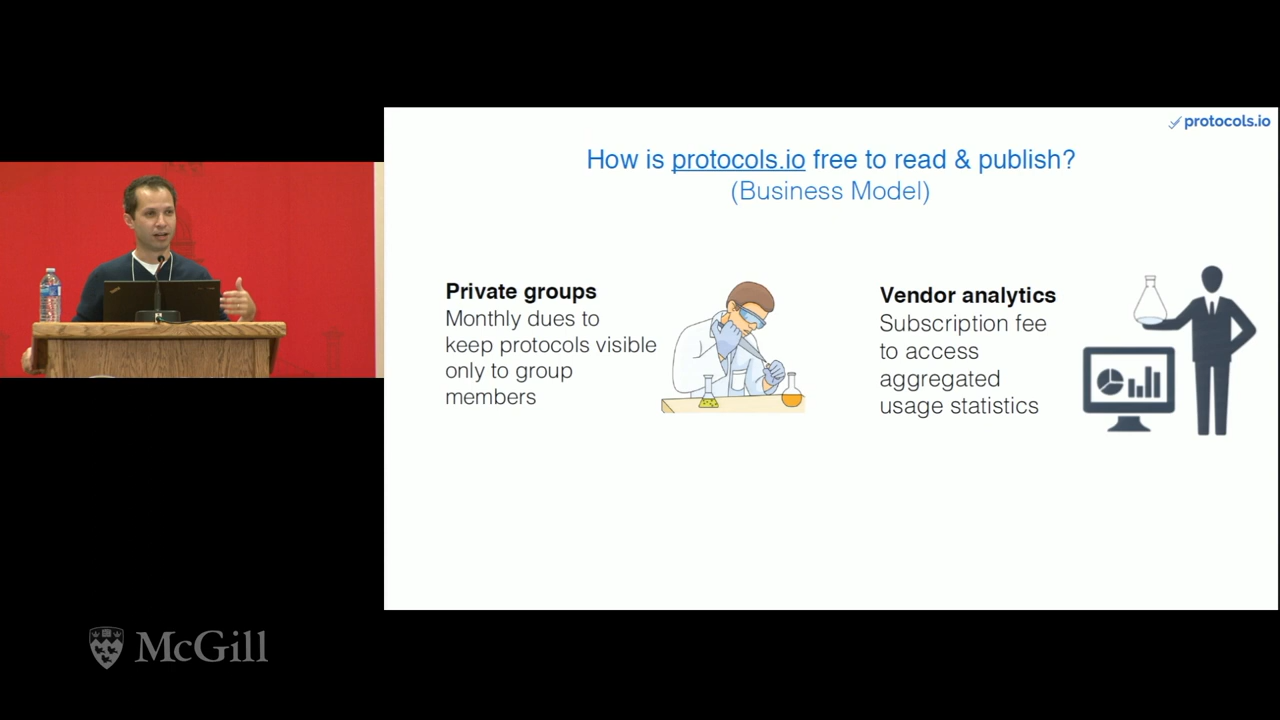 protocols.io
How is protocols.io free to read & publish?
(Business Model)
Private groups
Monthly dues to
keep protocols visible
only to group
members
Vendor analytics
Subscription fee
to access
aggregated
usage statistics
McGill